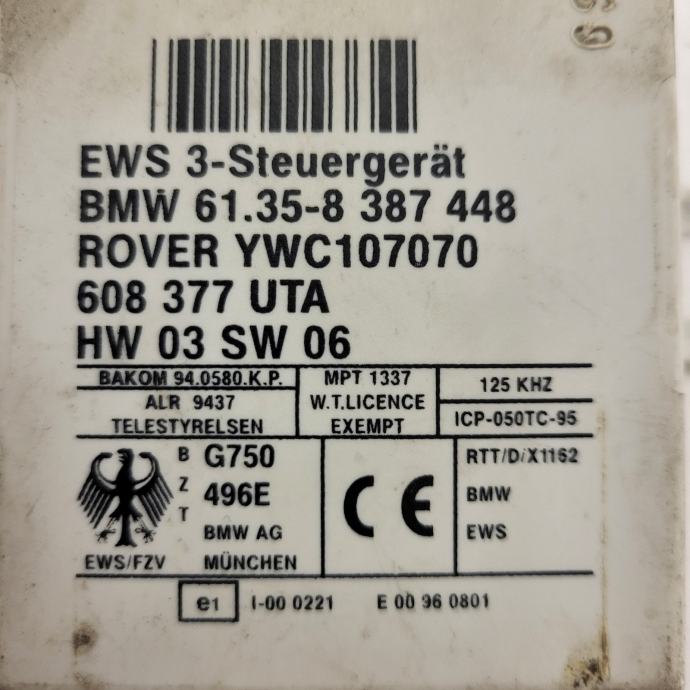 69
EWS 3-Steuergerät
BMW 61.35-8 387 448
ROVER YWC107070
608 377 UTA
HW 03 SW 06
BAKOM 94.0580.K.P.
ALR 9437
TELESTYRELSEN
MPT 1337
W.T.LICENCE
EXEMPT
125 KHZ
ICP-050TC-95
EWS/FZV
B
Z
T
G750
496E
BMW AG
MÜNCHEN
CE
RTT/D/X1162
BMW
EWS
e1 I-00 0221 E 00 96 0801